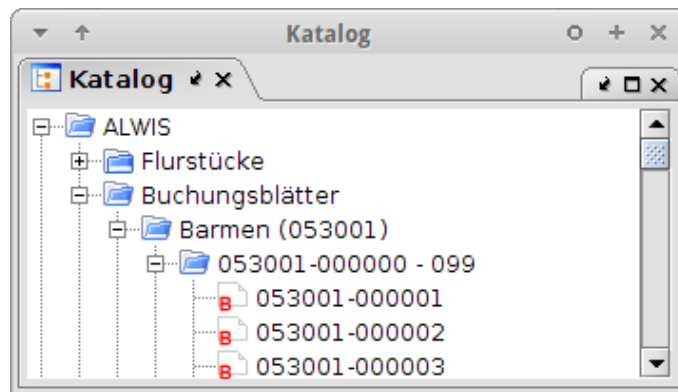 Katalog
Katalog
ALWIS
Flurstücke
Buchungsblätter
Barmen (053001)
053001-000000 - 099
B 053001-000001
B 053001-000002
B 053001-000003